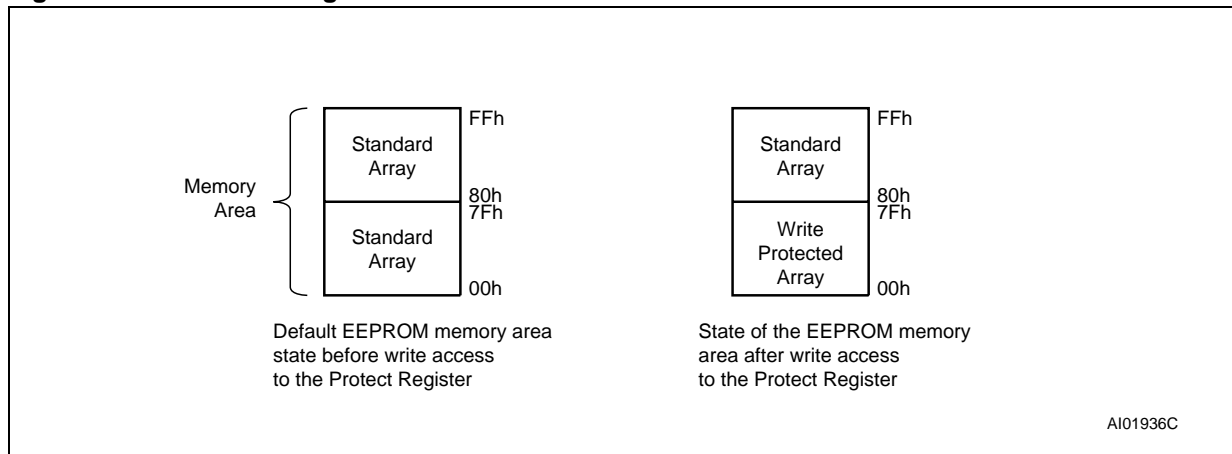 FFh
Standard
Array
80h
7Fh
Standard
Array
00h
Memory
Area
Default EEPROM memory area
state before write access
to the Protect Register
FFh
Standard
Array
80h
7Fh
Write
Protected
Array
00h
State of the EEPROM memory
area after write access
to the Protect Register
AI01936C